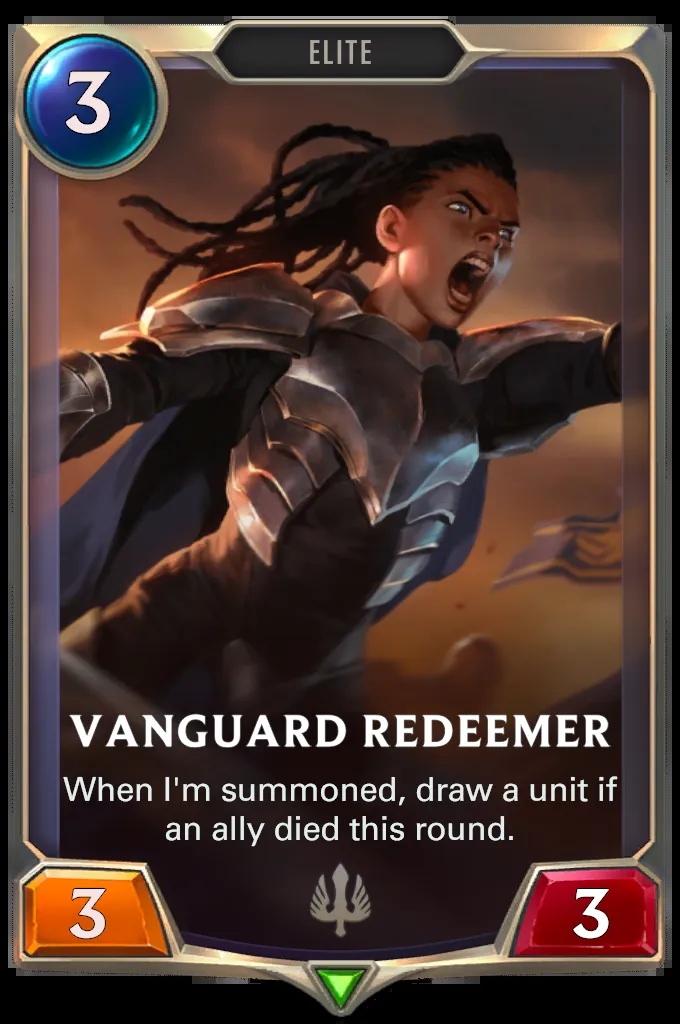 ELITE
3
VANGUARD REDEEMER
When I'm summoned, draw a unit if
an ally died this round.
3
3